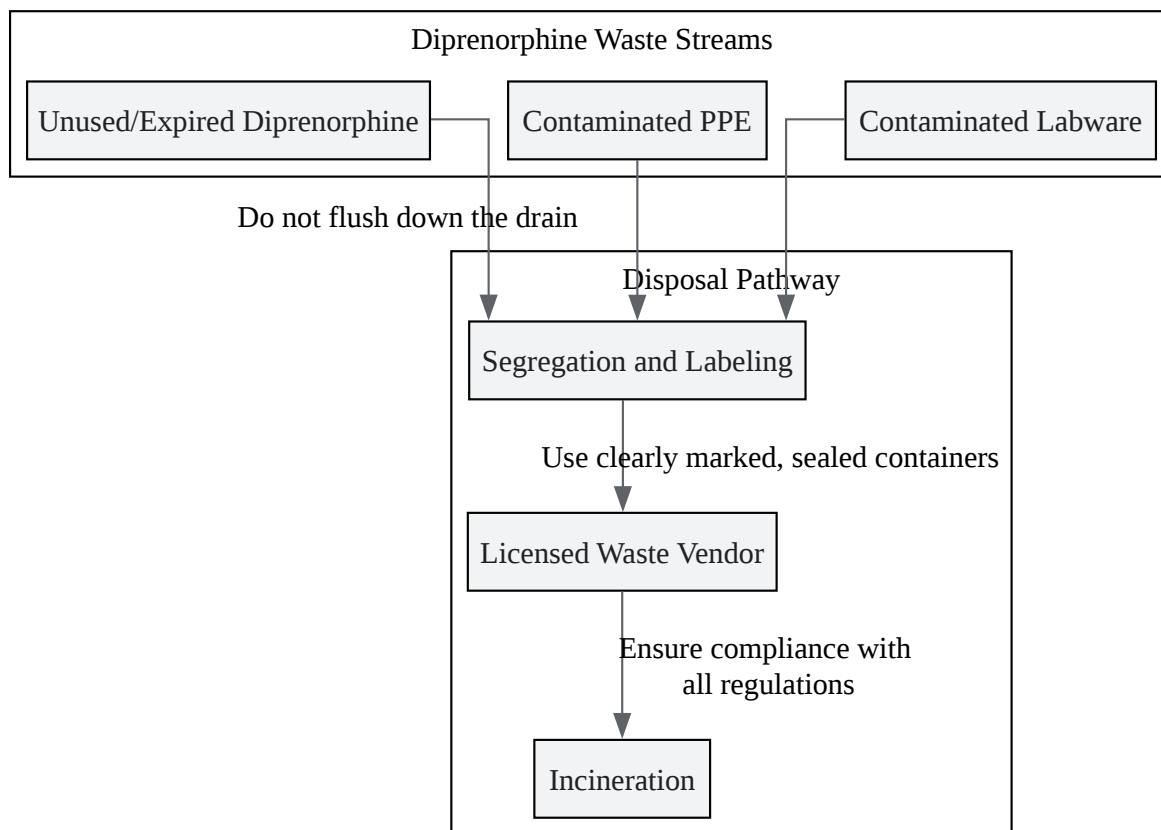 Diprenorphine Waste Streams
Unused/Expired Diprenorphine
Contaminated PPE
Contaminated Labware
Do not flush down the drain
Disposal Pathway
Segregation and Labeling
Use clearly marked, sealed containers
Licensed Waste Vendor
Ensure compliance with
all regulations
Incineration